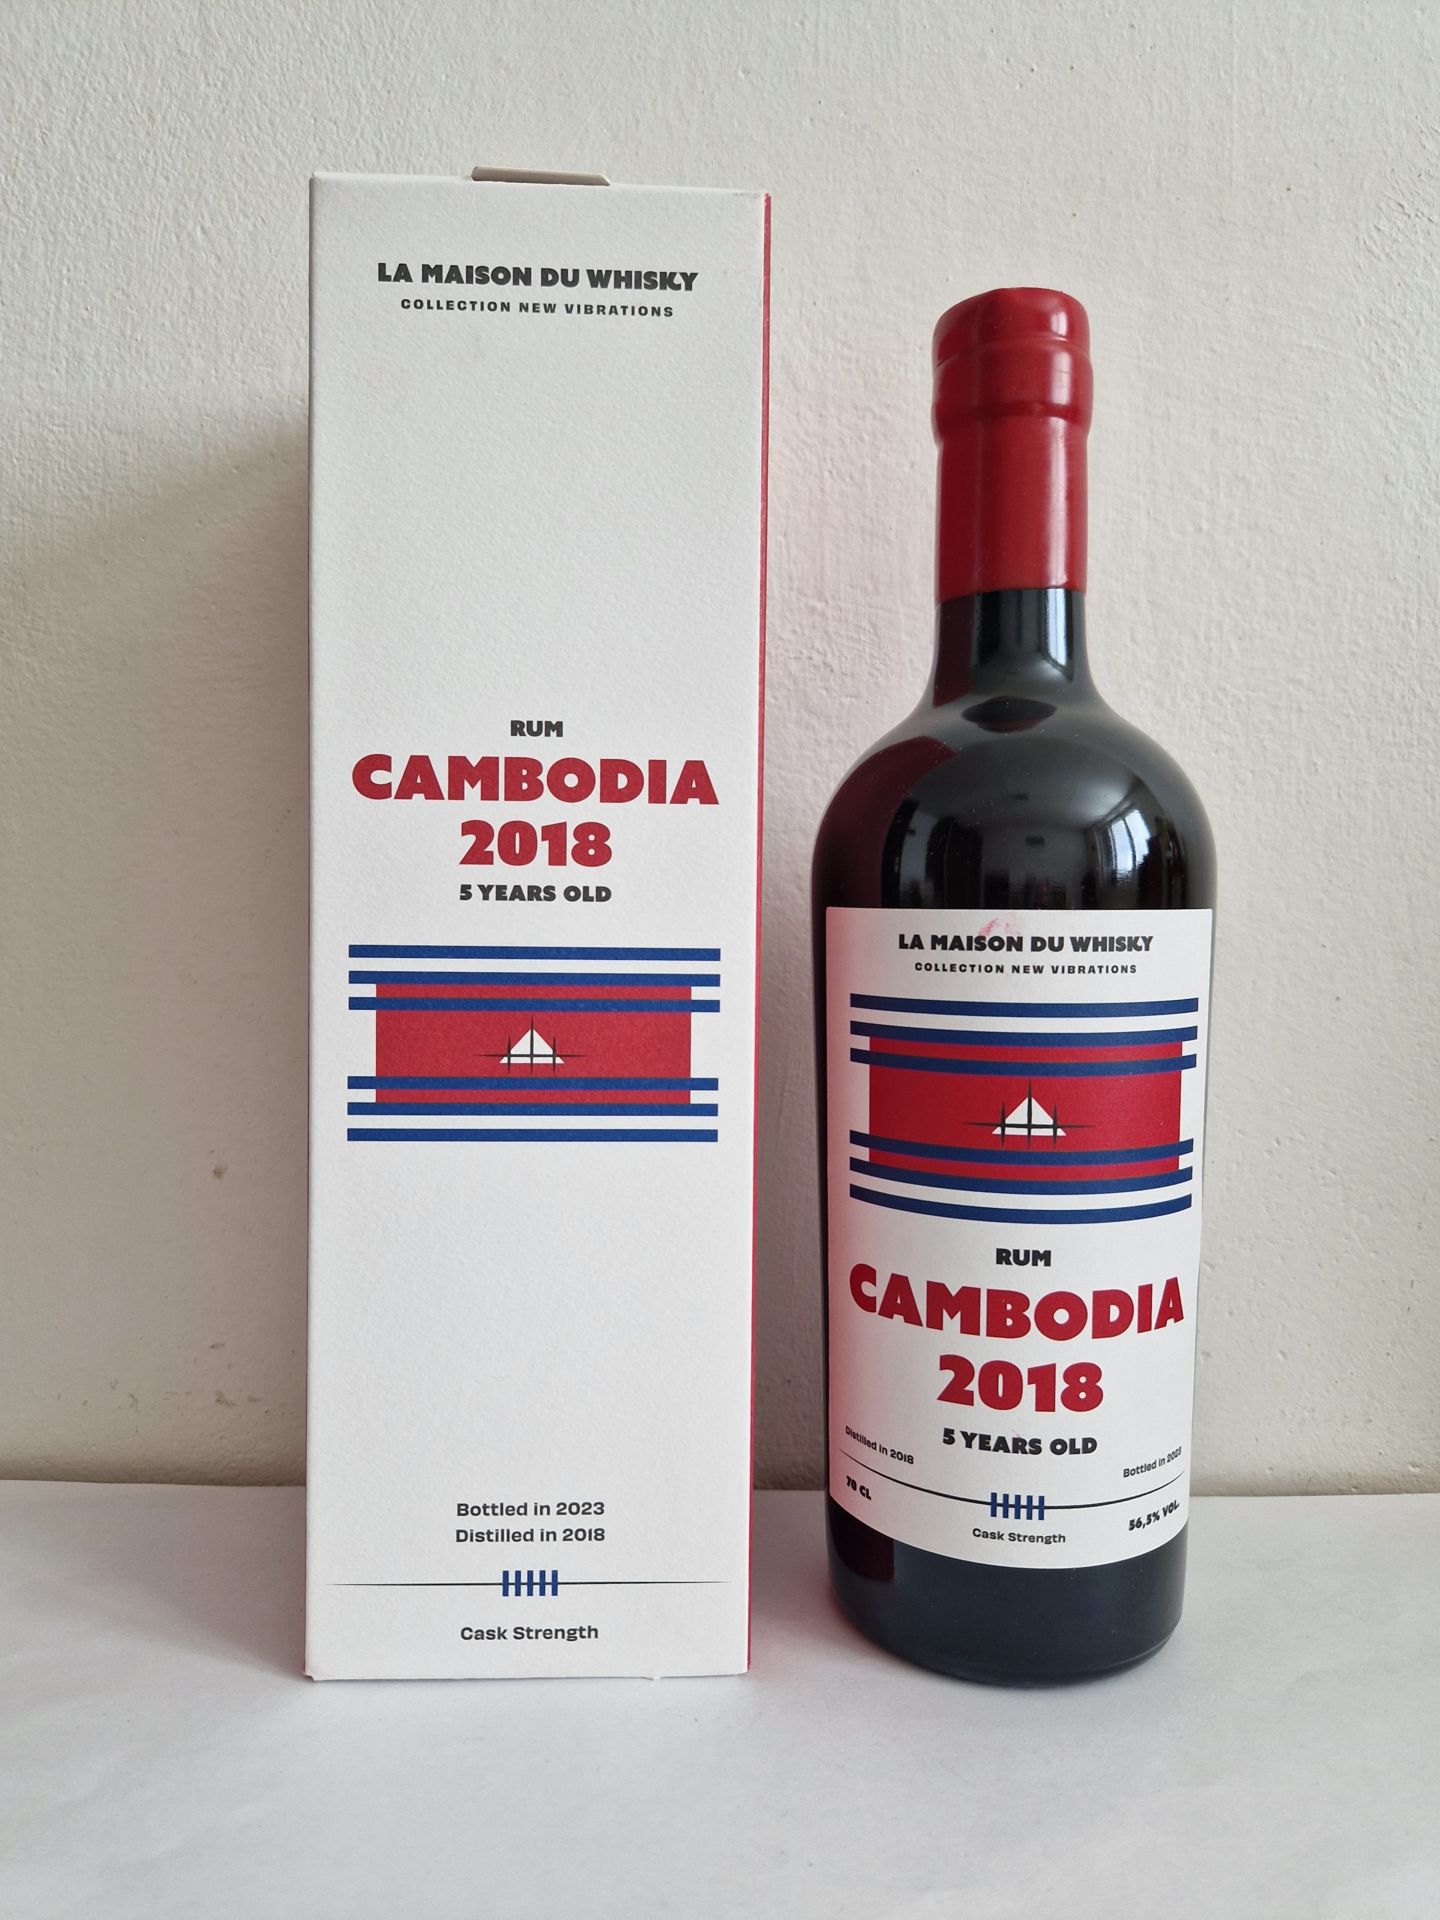 LA MAISON DU WHISKY
COLLECTION NEW VIBRATIONS
RUM
CAMBODIA
2018
5 YEARS OLD
Bottled in 2023
Distilled in 2018
Cask Strength
LA MAISON DU WHISKY
COLLECTION NEW VIBRATIONS
RUM
CAMBODIA
2018
5 YEARS OLD
Distilled in 2018
Bottled in 2023
70 CL
56,5% VOL.
Cask Strength